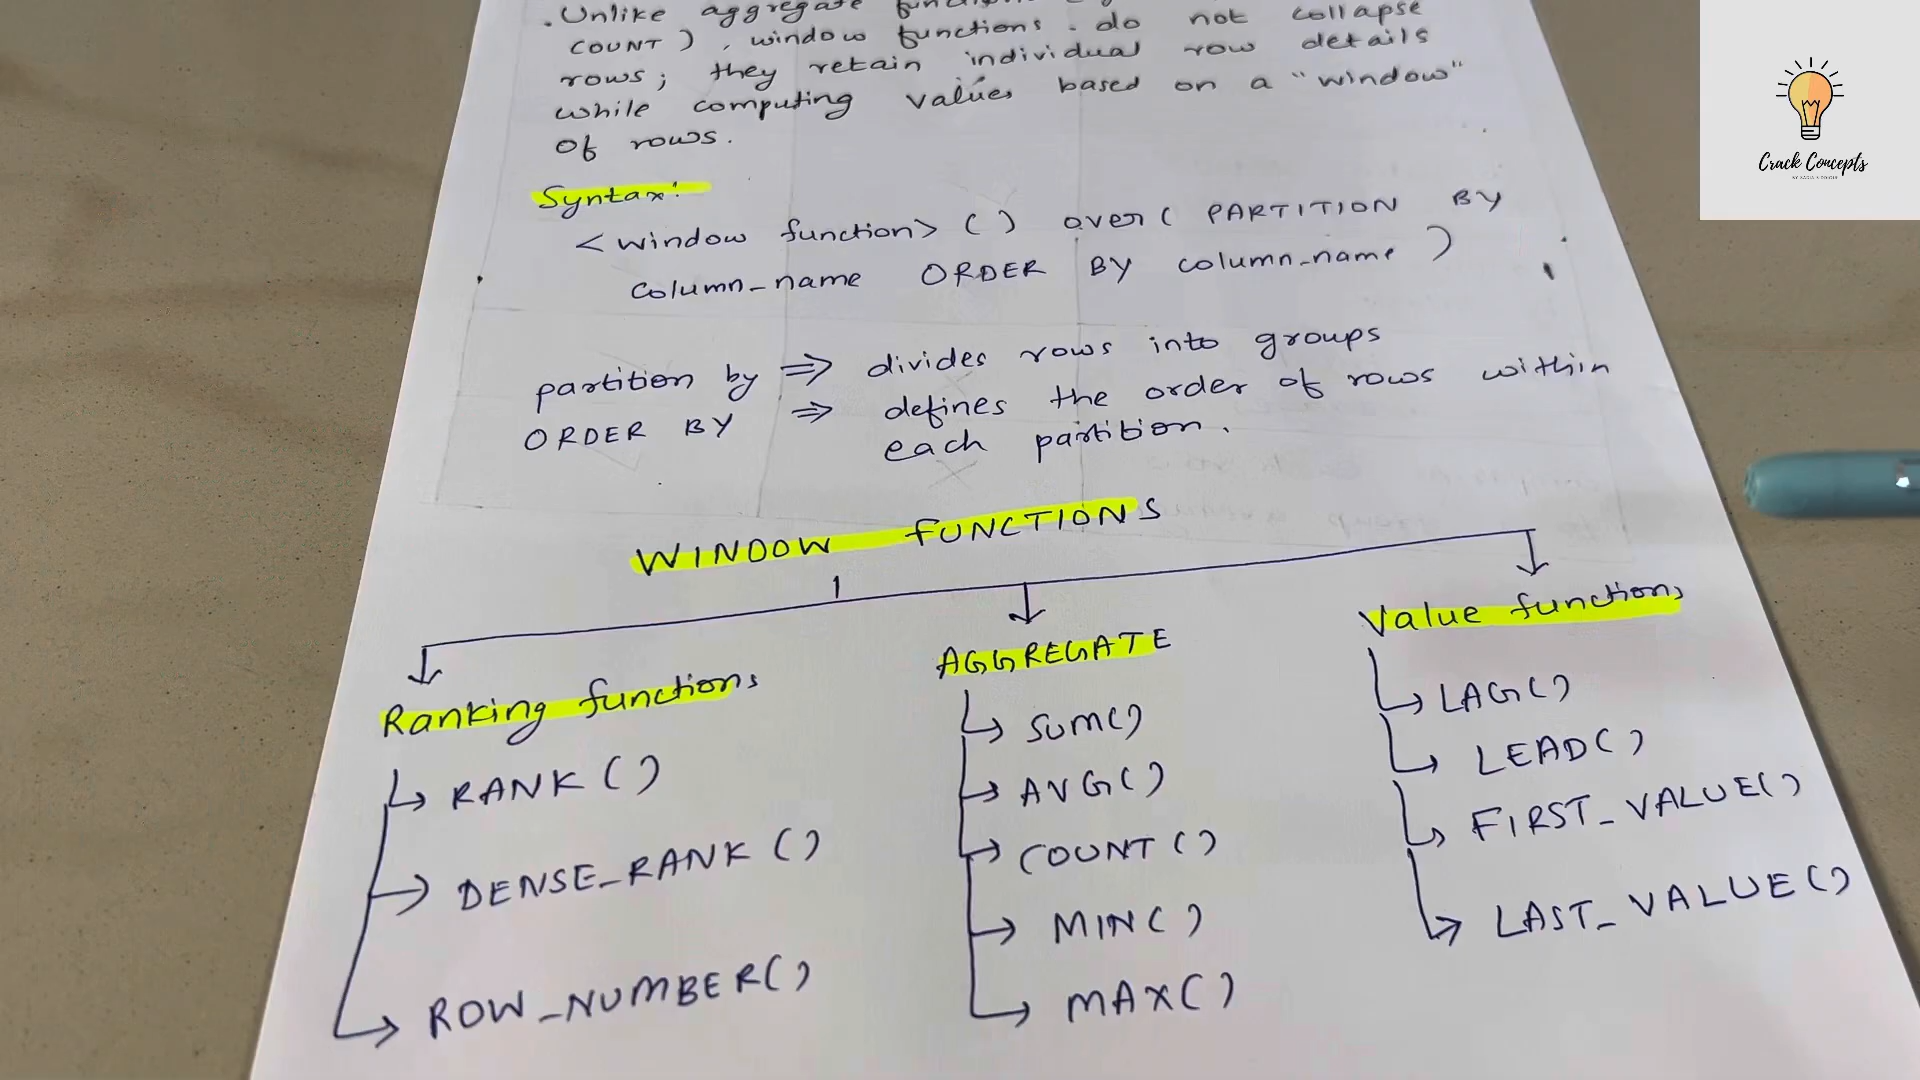 . Unlike aggregate
COUNT) , window functions do not collapse
rows; they retain individual row details
while computing values based on a "window"
of rows.
Syntax:
<window function> ( ) over( PARTITION BY
column_name ORDER BY column_name )
partition by => divides rows into groups
ORDER BY => defines the order of rows within
each partition.
WINDOW FUNCTIONS
Ranking functions
RANK ( )
DENSE_RANK ( )
ROW_NUMBER( )
AGGREGATE
SUM( )
AVG( )
COUNT ( )
MIN ( )
MAX ( )
Value functions
LAG( )
LEAD( )
FIRST_VALUE( )
LAST_VALUE( )
Crack Concepts